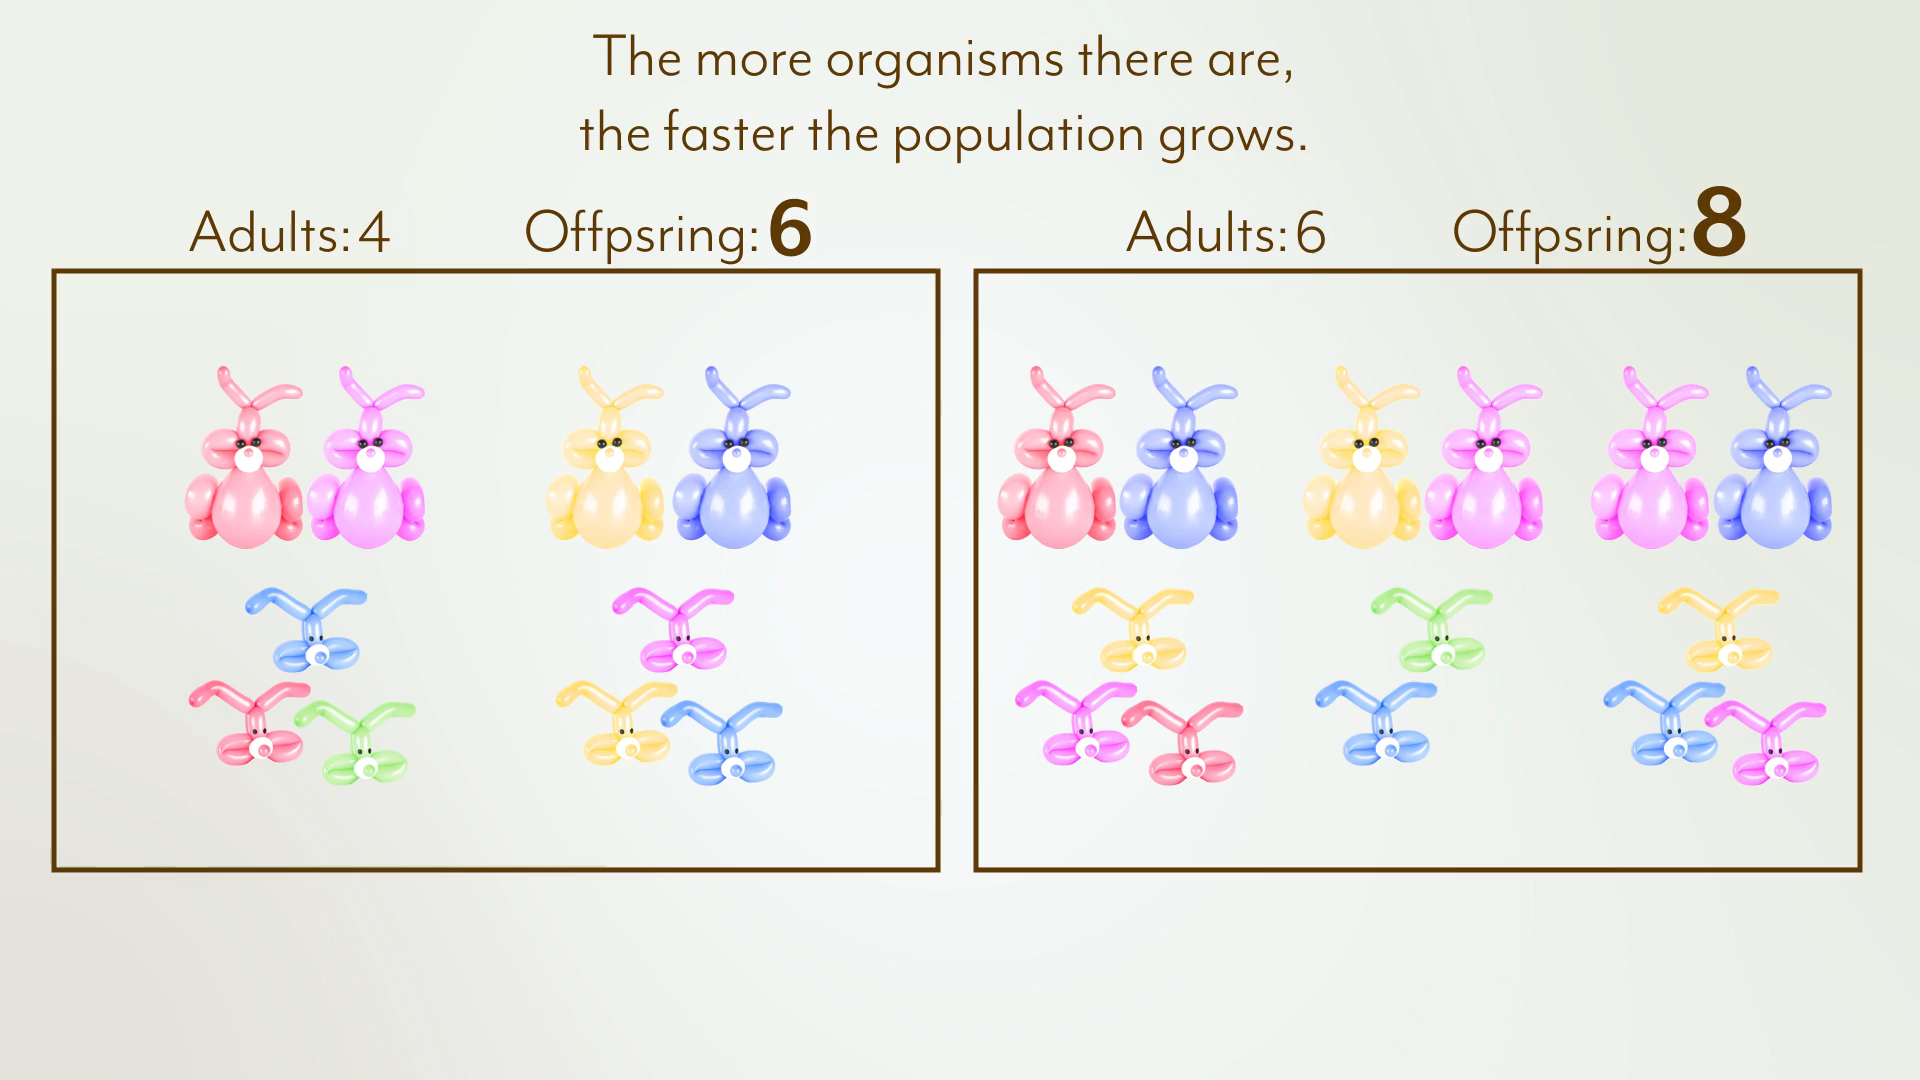 The more organisms there are,
the faster the population grows.
Adults: 4 Offpsring: 6 Adults: 6 Offpsring: 8